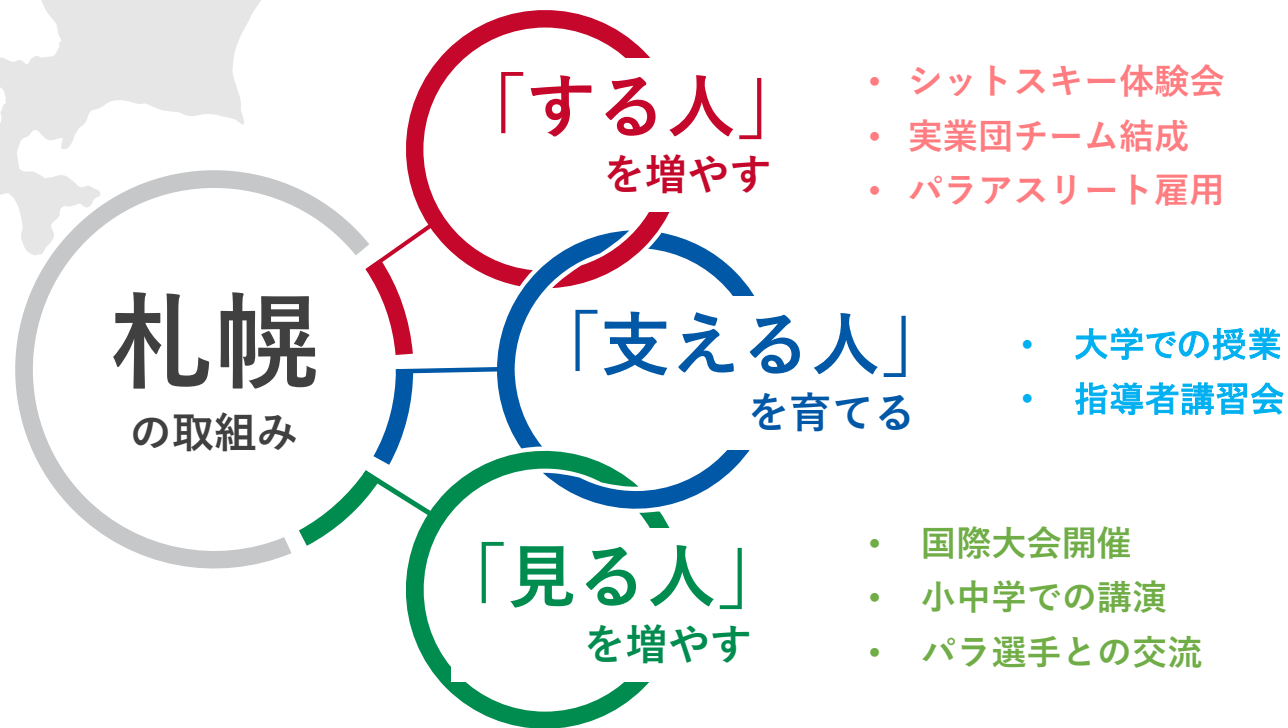 札幌
の取組み
「する人」
を増やす
• シットスキー体験会
• 実業団チーム結成
• パラアスリート雇用
「支える人」
を育てる
• 大学での授業
• 指導者講習会
「見る人」
を増やす
• 国際大会開催
• 小中学での講演
• パラ選手との交流